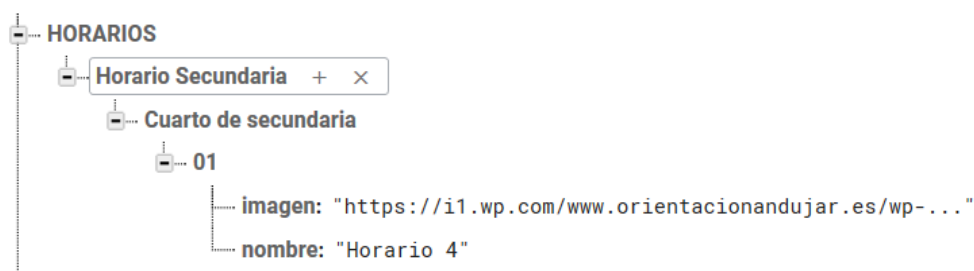 HORARIOS
Horario Secundaria + ×
Cuarto de secundaria
01
imagen: "https://i1.wp.com/www.orientacionandujar.es/wp-..."
nombre: "Horario 4"